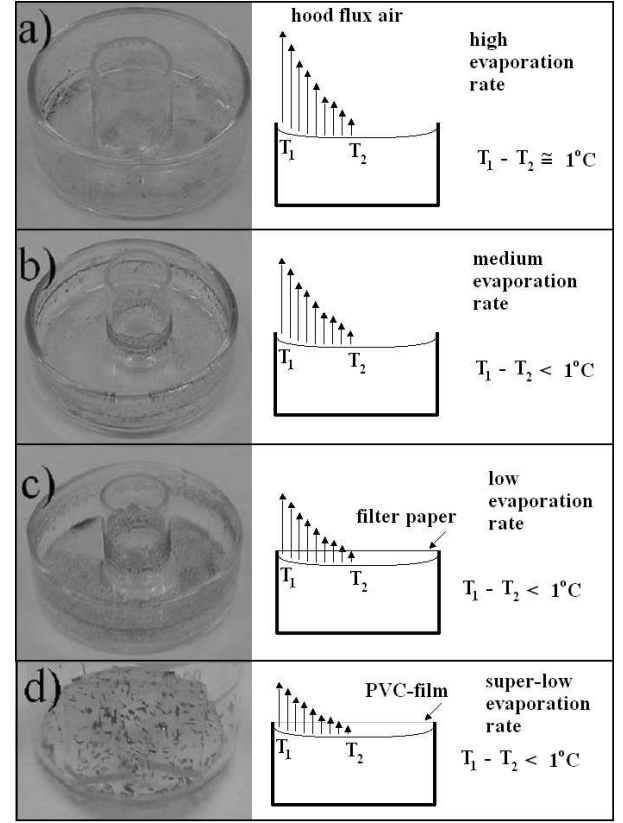 a)
hood flux air
high
evaporation
rate
T₁ T₂
T₁ - T₂ ≅ 1°C
b)
medium
evaporation
rate
T₁ T₂
T₁ - T₂ < 1°C
c)
low
evaporation
rate
filter paper
T₁ T₂
T₁ - T₂ < 1°C
d)
PVC-film
super-low
evaporation
rate
T₁ T₂
T₁ - T₂ < 1°C